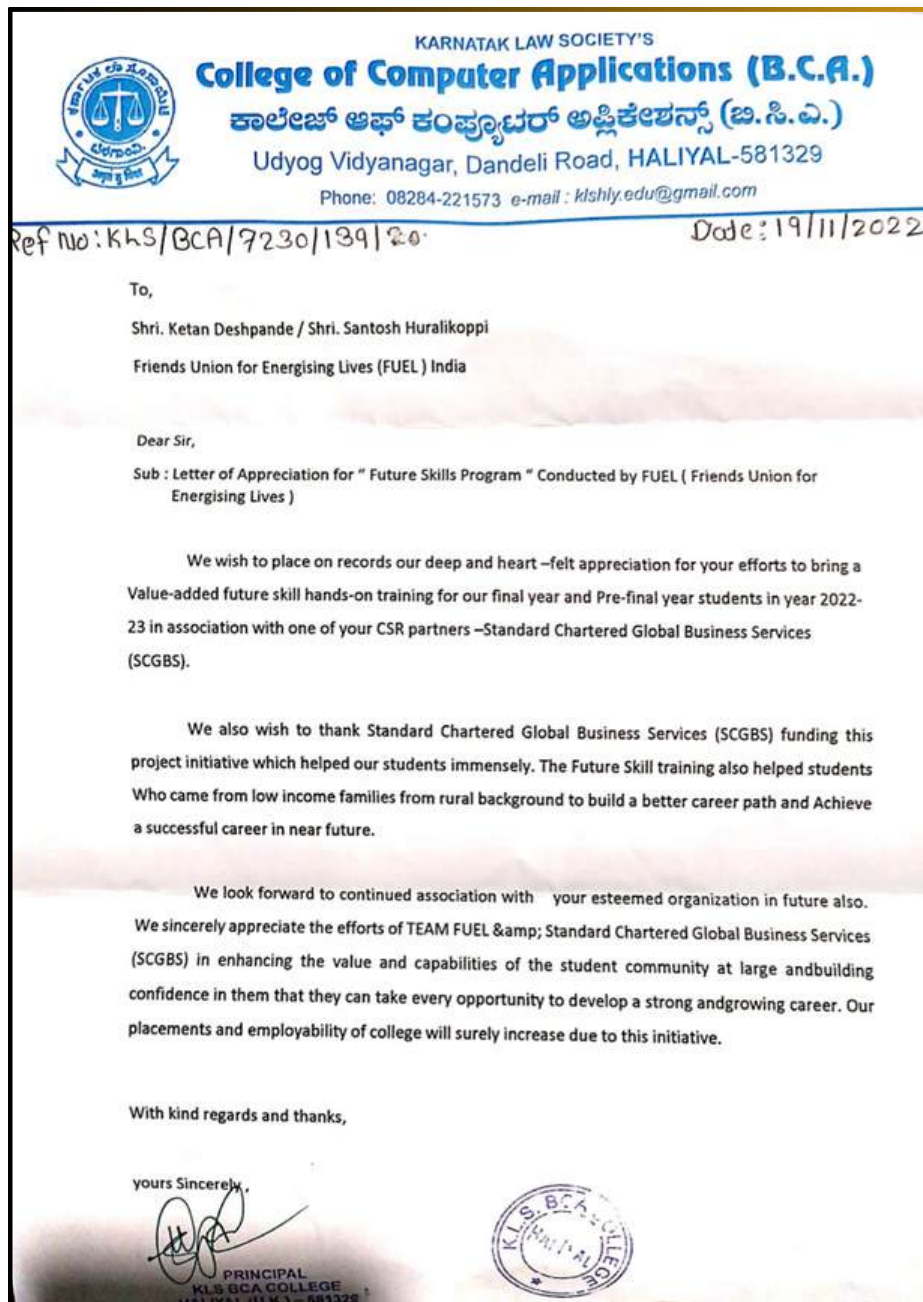 KARNATAK LAW SOCIETY'S
College of Computer Applications (B.C.A.)
ಕಾಲೇಜ್ ಆಫ್ ಕಂಪ್ಯೂಟರ್ ಅಪ್ಲಿಕೇಶನ್ಸ್ (ಬಿ.ಸಿ.ಎ.)
Udyog Vidyanagar, Dandeli Road, HALIYAL-581329
Phone: 08284-221573 e-mail : klshly.edu@gmail.com
Ref No: KLS/BCA/7230/139/20. Date: 19/11/2022
To,
Shri. Ketan Deshpande / Shri. Santosh Huralikoppi
Friends Union for Energising Lives (FUEL ) India
Dear Sir,
Sub : Letter of Appreciation for " Future Skills Program " Conducted by FUEL ( Friends Union for
Energising Lives )
We wish to place on records our deep and heart –felt appreciation for your efforts to bring a
Value-added future skill hands-on training for our final year and Pre-final year students in year 2022-
23 in association with one of your CSR partners –Standard Chartered Global Business Services
(SCGBS).
We also wish to thank Standard Chartered Global Business Services (SCGBS) funding this
project initiative which helped our students immensely. The Future Skill training also helped students
Who came from low income families from rural background to build a better career path and Achieve
a successful career in near future.
We look forward to continued association with your esteemed organization in future also.
We sincerely appreciate the efforts of TEAM FUEL &amp; Standard Chartered Global Business Services
(SCGBS) in enhancing the value and capabilities of the student community at large andbuilding
confidence in them that they can take every opportunity to develop a strong andgrowing career. Our
placements and employability of college will surely increase due to this initiative.
With kind regards and thanks,
yours Sincerely,
PRINCIPAL
KLS BCA COLLEGE
HALIYAL (U.K.) – 581329
K.L.S. BCA COLLEGE
HALIYAL